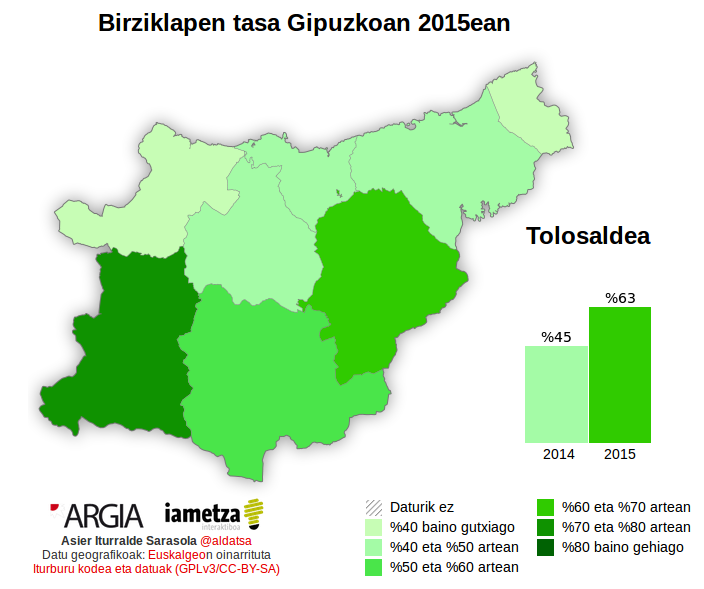 Birziklapen tasa Gipuzkoan 2015ean
Tolosaldea
%63
%45
2014 2015
ARGIA iametza
interaktiboa
Asier Iturralde Sarasola @aldatsa
Datu geografikoak: Euskalgeon oinarrituta
Iturburu kodea eta datuak (GPLv3/CC-BY-SA)
Daturik ez
%40 baino gutxiago
%40 eta %50 artean
%50 eta %60 artean
%60 eta %70 artean
%70 eta %80 artean
%80 baino gehiago